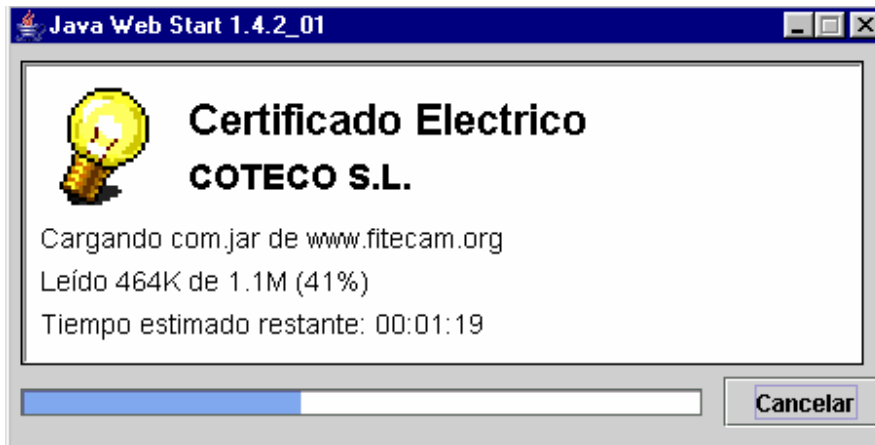 Java Web Start 1.4.2_01
Certificado Electrico
COTECO S.L.
Cargando com.jar de www.fitecam.org
Leído 464K de 1.1M (41%)
Tiempo estimado restante: 00:01:19
Cancelar